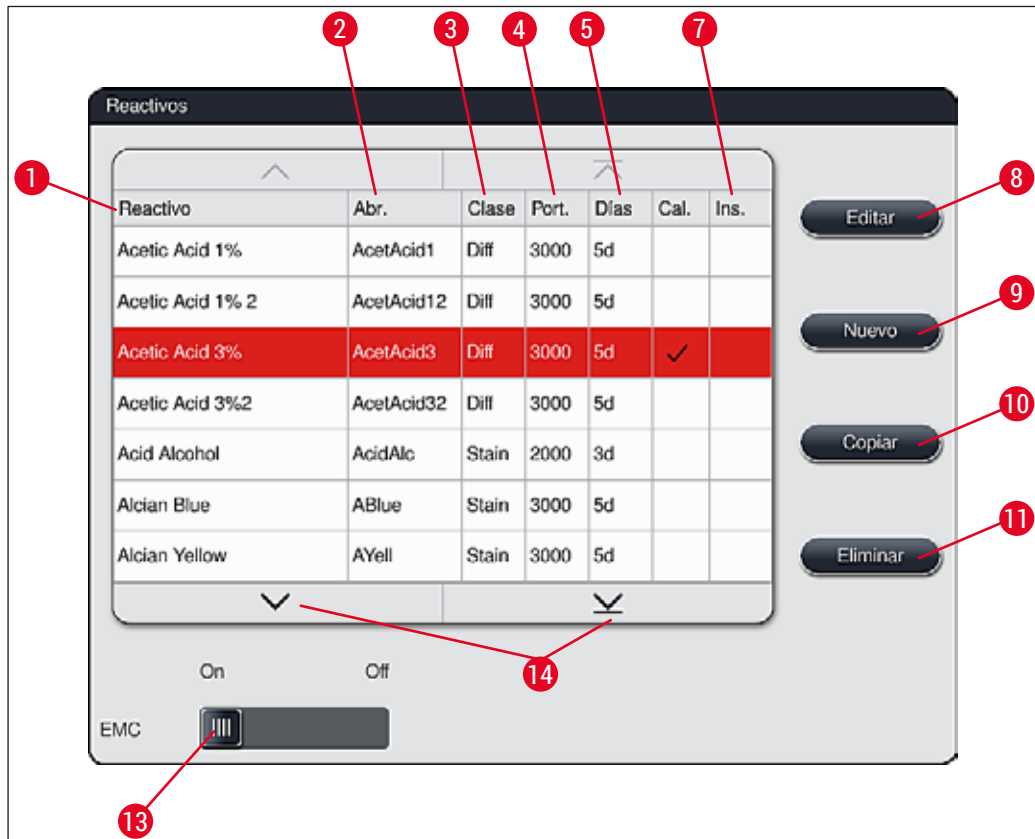 2 3 4 5 7
Reactivos
1
8
Reactivo Abr. Clase Port. Días Cal. Ins.
Editar
Acetic Acid 1% AcetAcid1 Diff 3000 5d
Acetic Acid 1% 2 AcetAcid12 Diff 3000 5d
9
Nuevo
Acetic Acid 3% AcetAcid3 Diff 3000 5d
Acetic Acid 3%2 AcetAcid32 Diff 3000 5d
10
Copiar
Acid Alcohol AcidAlc Stain 2000 3d
Alcian Blue ABlue Stain 3000 5d
11
Eliminar
Alcian Yellow AYell Stain 3000 5d
14
On Off
EMC
13